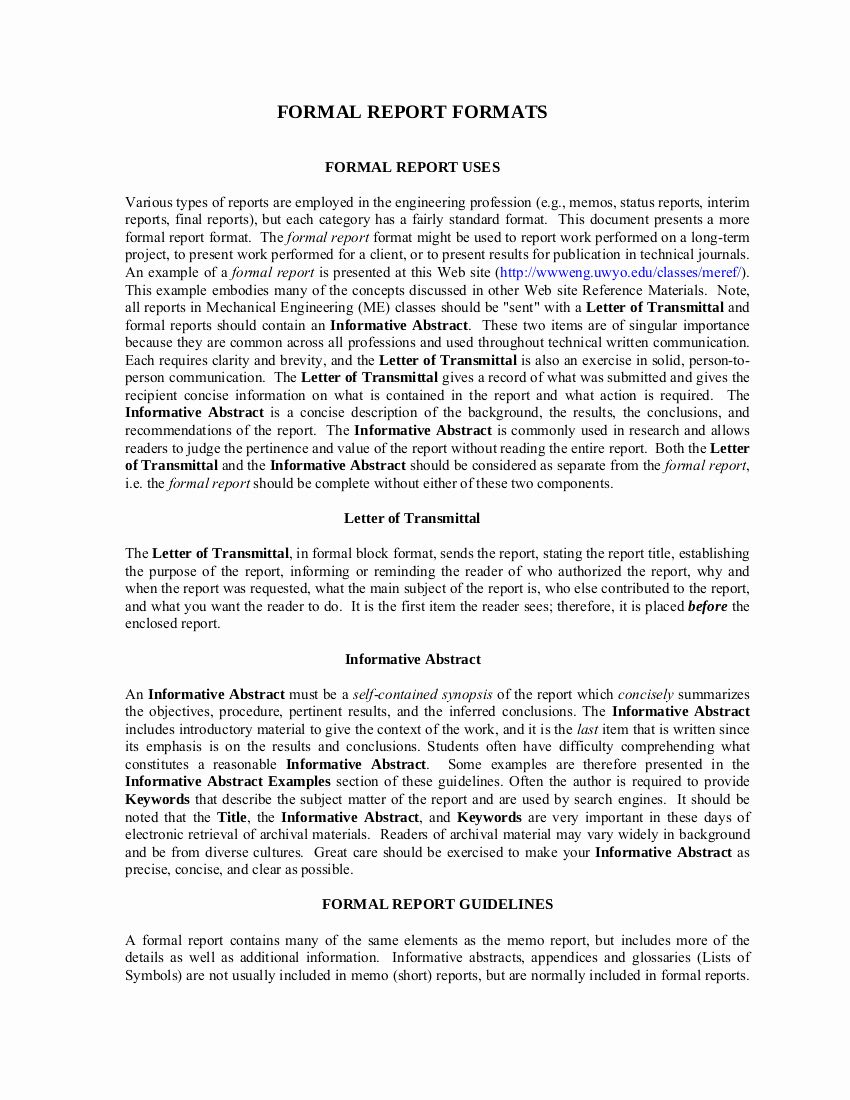 FORMAL REPORT FORMATS
FORMAL REPORT USES
Various types of reports are employed in the engineering profession (e.g., memos, status reports, interim
reports, final reports), but each category has a fairly standard format.  This document presents a more
formal report format.  The formal report format might be used to report work performed on a long-term
project, to present work performed for a client, or to present results for publication in technical journals.
An example of a formal report is presented at this Web site (http://wwweng.uwyo.edu/classes/meref/).
This example embodies many of the concepts discussed in other Web site Reference Materials.  Note,
all reports in Mechanical Engineering (ME) classes should be "sent" with a Letter of Transmittal and
formal reports should contain an Informative Abstract.  These two items are of singular importance
because they are common across all professions and used throughout technical written communication.
Each requires clarity and brevity, and the Letter of Transmittal is also an exercise in solid, person-to-
person communication.  The Letter of Transmittal gives a record of what was submitted and gives the
recipient concise information on what is contained in the report and what action is required.  The
Informative Abstract is a concise description of the background, the results, the conclusions, and
recommendations of the report.  The Informative Abstract is commonly used in research and allows
readers to judge the pertinence and value of the report without reading the entire report.  Both the Letter
of Transmittal and the Informative Abstract should be considered as separate from the formal report,
i.e. the formal report should be complete without either of these two components.
Letter of Transmittal
The Letter of Transmittal, in formal block format, sends the report, stating the report title, establishing
the purpose of the report, informing or reminding the reader of who authorized the report, why and
when the report was requested, what the main subject of the report is, who else contributed to the report,
and what you want the reader to do.  It is the first item the reader sees; therefore, it is placed before the
enclosed report.
Informative Abstract
An Informative Abstract must be a self-contained synopsis of the report which concisely summarizes
the objectives, procedure, pertinent results, and the inferred conclusions. The Informative Abstract
includes introductory material to give the context of the work, and it is the last item that is written since
its emphasis is on the results and conclusions. Students often have difficulty comprehending what
constitutes a reasonable Informative Abstract.  Some examples are therefore presented in the
Informative Abstract Examples section of these guidelines. Often the author is required to provide
Keywords that describe the subject matter of the report and are used by search engines.  It should be
noted that the Title, the Informative Abstract, and Keywords are very important in these days of
electronic retrieval of archival materials.  Readers of archival material may vary widely in background
and be from diverse cultures.  Great care should be exercised to make your Informative Abstract as
precise, concise, and clear as possible.
FORMAL REPORT GUIDELINES
A formal report contains many of the same elements as the memo report, but includes more of the
details as well as additional information.  Informative abstracts, appendices and glossaries (Lists of
Symbols) are not usually included in memo (short) reports, but are normally included in formal reports.